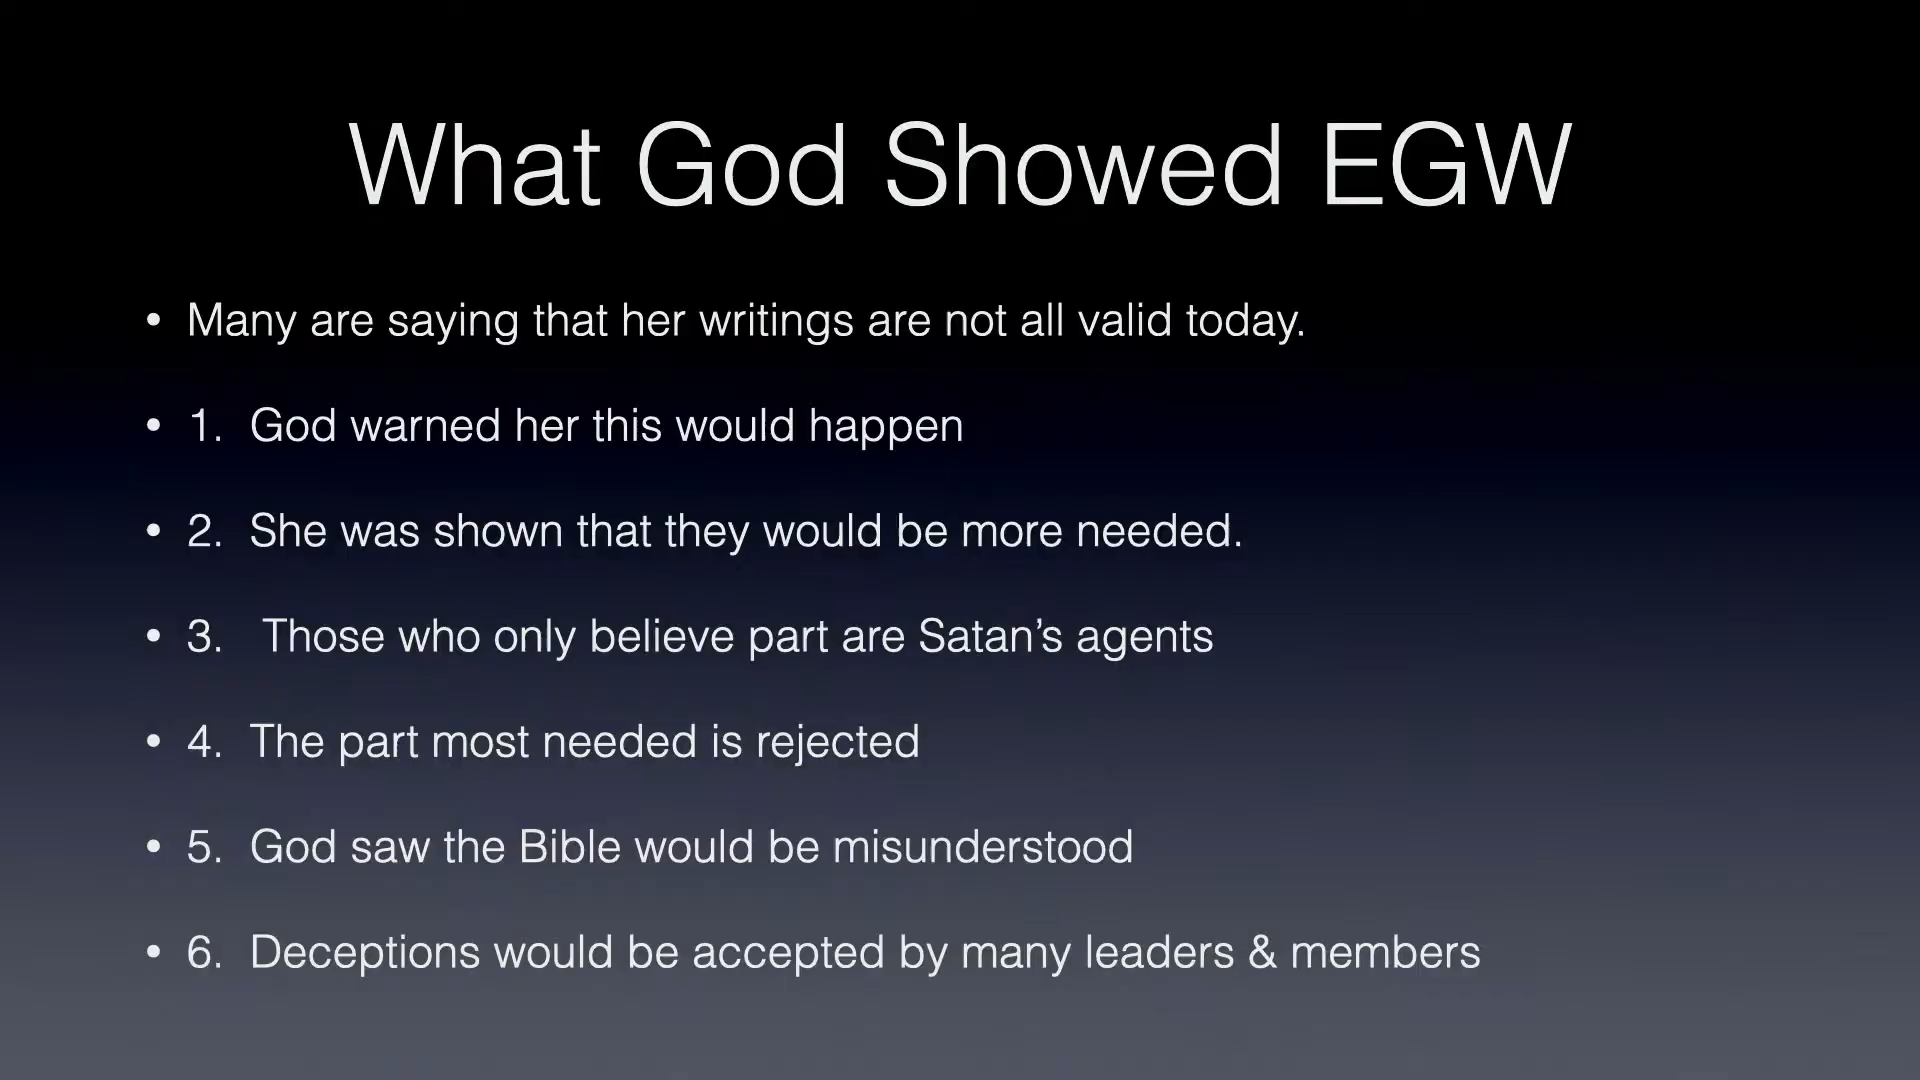 What God Showed EGW
• Many are saying that her writings are not all valid today.
• 1. God warned her this would happen
• 2. She was shown that they would be more needed.
• 3. Those who only believe part are Satan’s agents
• 4. The part most needed is rejected
• 5. God saw the Bible would be misunderstood
• 6. Deceptions would be accepted by many leaders & members